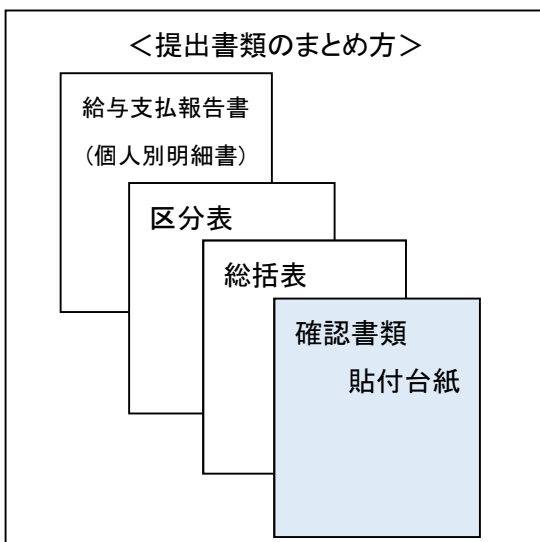 ＜提出書類のまとめ方＞
給与支払報告書
（個人別明細書）
区分表
総括表
確認書類
貼付台紙